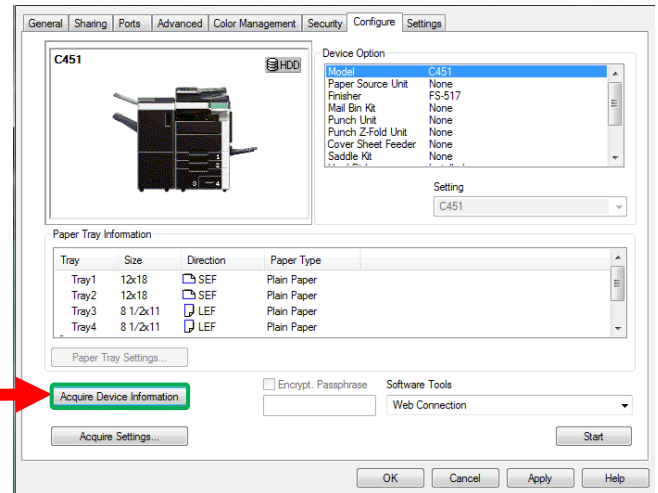 General Sharing Ports Advanced Color Management Security Configure Settings
C451
HDD
1
2
3 4
Device Option
Model C451
Paper Source Unit None
Finisher FS-517
Mail Bin Kit None
Punch Unit None
Punch Z-Fold Unit None
Cover Sheet Feeder None
Saddle Kit None
Setting
C451
Paper Tray Information
Tray Size Direction Paper Type
Tray1 12x18 SEF Plain Paper
Tray2 12x18 SEF Plain Paper
Tray3 8 1/2x11 LEF Plain Paper
Tray4 8 1/2x11 LEF Plain Paper
Paper Tray Settings...
Acquire Device Information
Encrypt. Passphrase
Software Tools
Web Connection
Acquire Settings...
Start
OK Cancel Apply Help